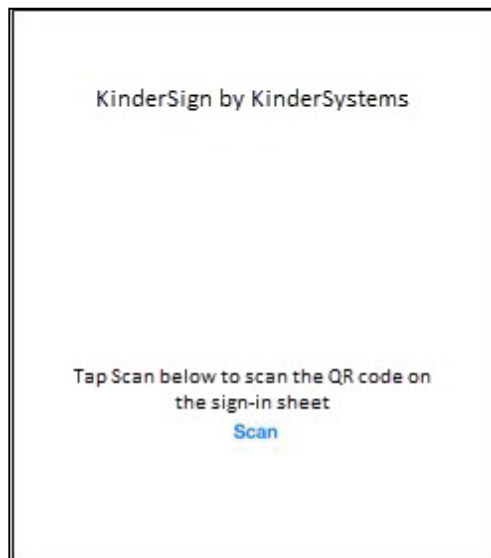 KinderSign by KinderSystems
Tap Scan below to scan the QR code on
the sign-in sheet
Scan